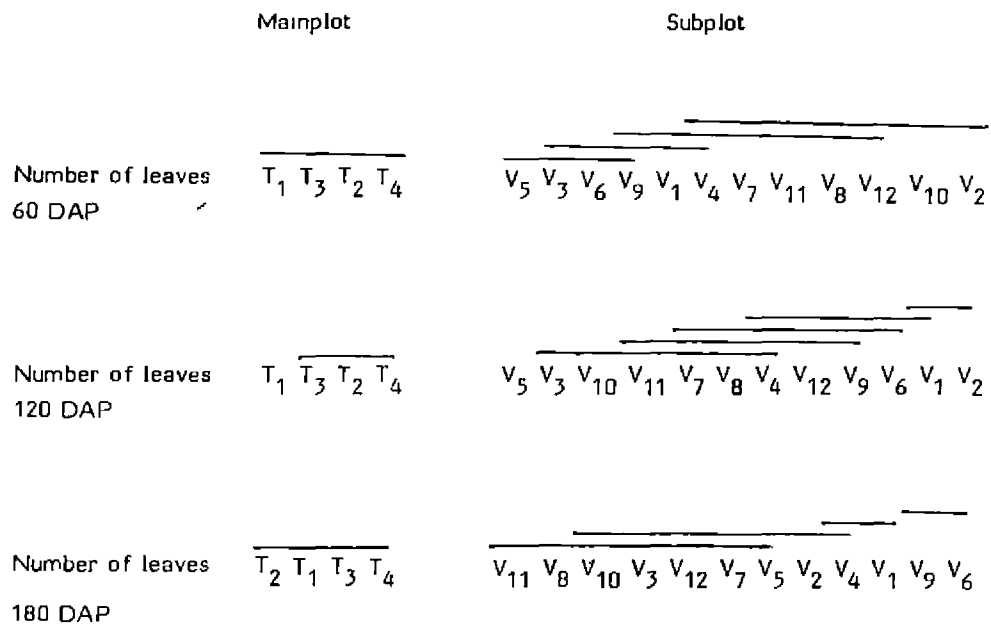 Mainplot Subplot
Number of leaves T1 T3 T2 T4 V5 V3 V6 V9 V1 V4 V7 V11 V8 V12 V10 V2
60 DAP
Number of leaves T1 T3 T2 T4 V5 V3 V10 V11 V7 V8 V4 V12 V9 V6 V1 V2
120 DAP
Number of leaves T2 T1 T3 T4 V11 V8 V10 V3 V12 V7 V5 V2 V4 V1 V9 V6
180 DAP